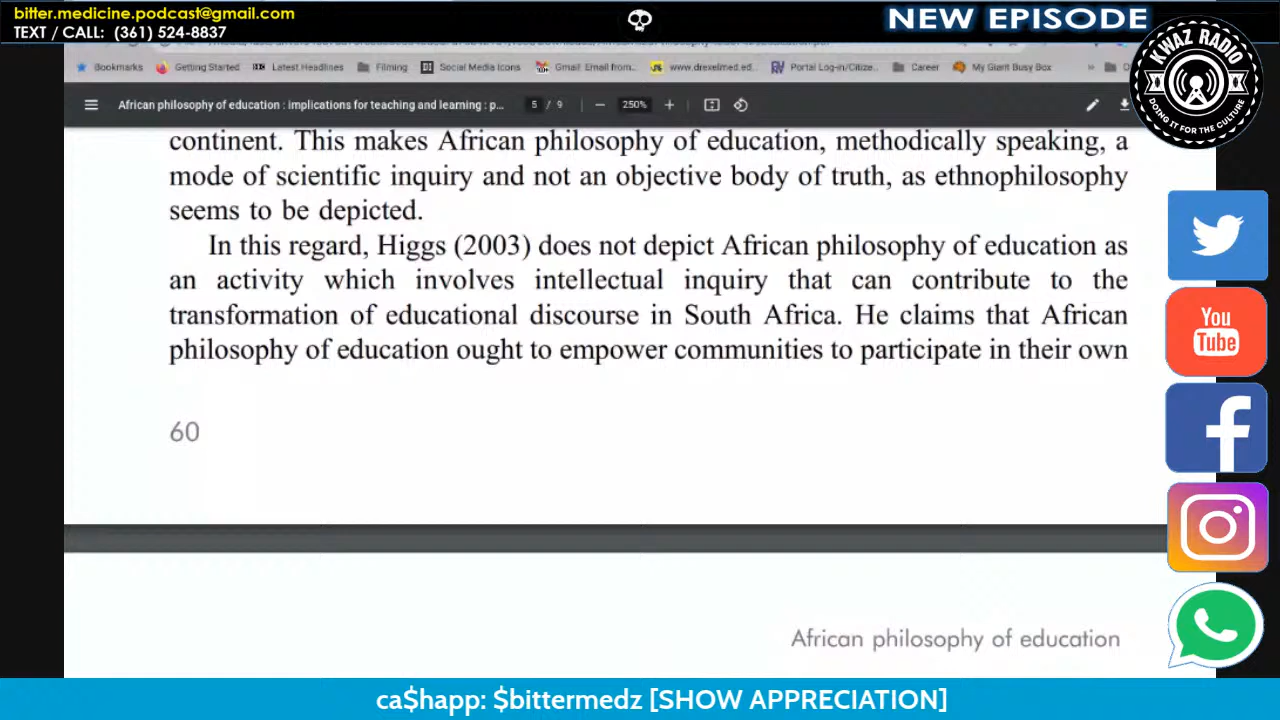 bitter.medicine.podcast@gmail.com
TEXT / CALL: (361) 524-8837
NEW EPISODE
KWAZ RADIO
DOING IT FOR THE CULTURE
Bookmarks Getting Started Latest Headlines Filming Social Media Icons Gmail: Email from... www.drexelmed.ed... Portal Log-in/Citize... Career My Giant Busy Box »
African philosophy of education : implications for teaching and learning : p... 5 / 9 — 250% +
continent. This makes African philosophy of education, methodically speaking, a
mode of scientific inquiry and not an objective body of truth, as ethnophilosophy
seems to be depicted.
In this regard, Higgs (2003) does not depict African philosophy of education as
an activity which involves intellectual inquiry that can contribute to the
transformation of educational discourse in South Africa. He claims that African
philosophy of education ought to empower communities to participate in their own
You
Tube
60
African philosophy of education
ca$happ: $bittermedz [SHOW APPRECIATION]